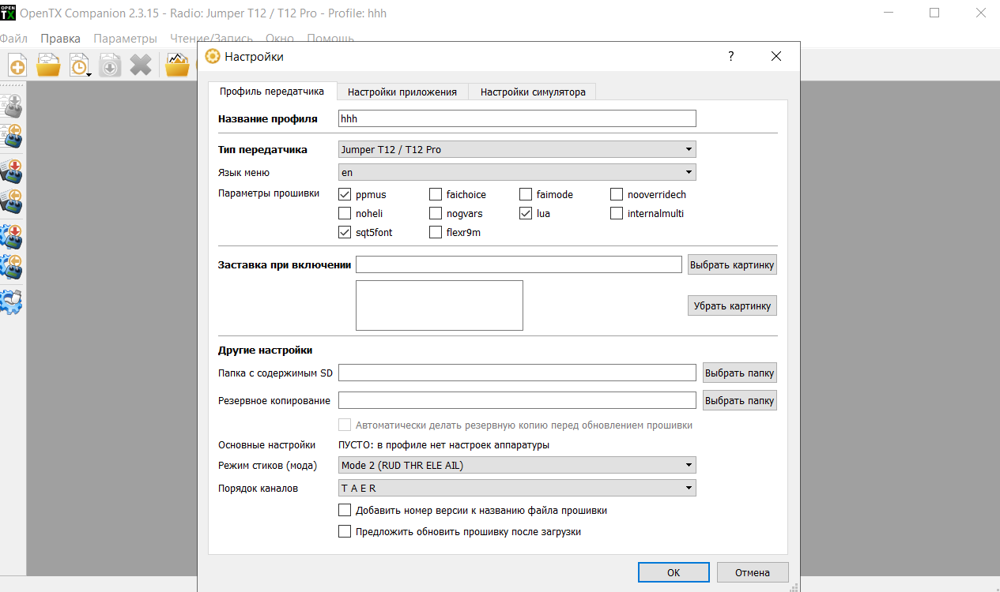 OPEN
TX
OpenTX Companion 2.3.15 - Radio: Jumper T12 / T12 Pro - Profile: hhh
Файл Правка Параметры Чтение/Запись Окно Помощь
Настройки
?
Профиль передатчика Настройки приложения Настройки симулятора
Название профиля hhh
Тип передатчика Jumper T12 / T12 Pro
Язык меню en
Параметры прошивки ppmus faichoice faimode nooverridech
noheli nogvars lua internalmulti
sqt5font flexr9m
Заставка при включении Выбрать картинку
Убрать картинку
Другие настройки
Папка с содержимым SD Выбрать папку
Резервное копирование Выбрать папку
Автоматически делать резервную копию перед обновлением прошивки
Основные настройки ПУСТО: в профиле нет настроек аппаратуры
Режим стиков (мода) Mode 2 (RUD THR ELE AIL)
Порядок каналов T A E R
Добавить номер версии к названию файла прошивки
Предложить обновить прошивку после загрузки
OK Отмена